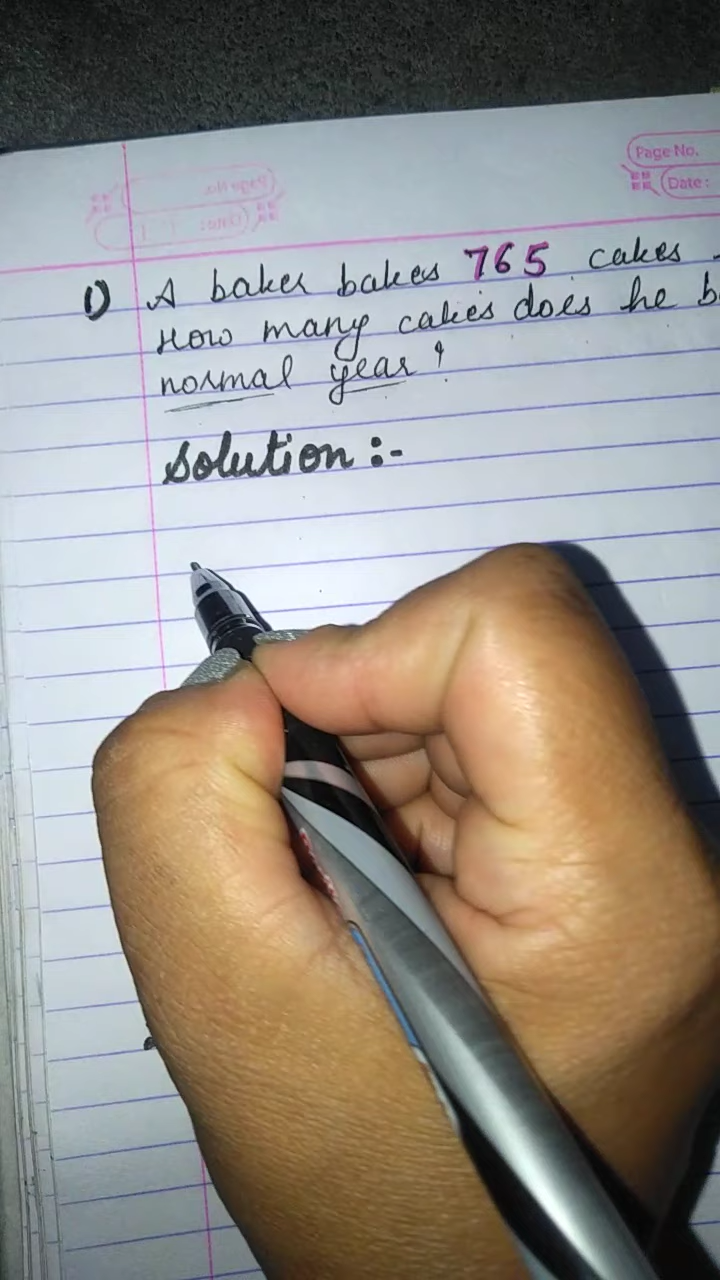 Page No.
Date :
1) A baker bakes 765 cakes
How many cakes does he
normal year ?
Solution :-